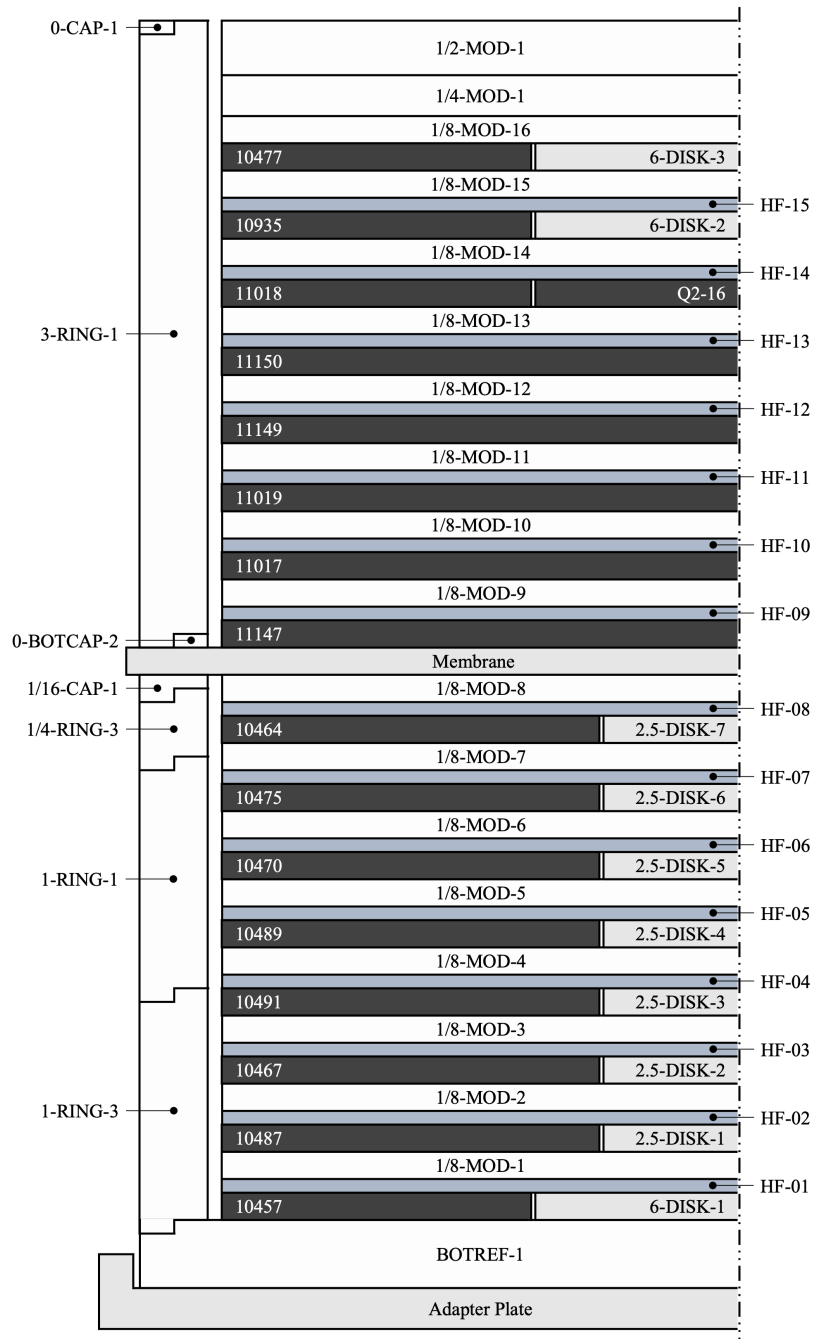 0-CAP-1
1/2-MOD-1
1/4-MOD-1
1/8-MOD-16
10477 6-DISK-3
1/8-MOD-15
HF-15
10935 6-DISK-2
1/8-MOD-14
HF-14
11018 Q2-16
1/8-MOD-13
3-RING-1
HF-13
11150
1/8-MOD-12
HF-12
11149
1/8-MOD-11
HF-11
11019
1/8-MOD-10
HF-10
11017
1/8-MOD-9
HF-09
11147
0-BOTCAP-2
Membrane
1/16-CAP-1
1/8-MOD-8
HF-08
1/4-RING-3
10464 2.5-DISK-7
1/8-MOD-7
HF-07
10475 2.5-DISK-6
1/8-MOD-6
HF-06
10470 2.5-DISK-5
1-RING-1
1/8-MOD-5
HF-05
10489 2.5-DISK-4
1/8-MOD-4
HF-04
10491 2.5-DISK-3
1/8-MOD-3
HF-03
10467 2.5-DISK-2
1/8-MOD-2
1-RING-3
HF-02
10487 2.5-DISK-1
1/8-MOD-1
HF-01
10457 6-DISK-1
BOTREF-1
Adapter Plate